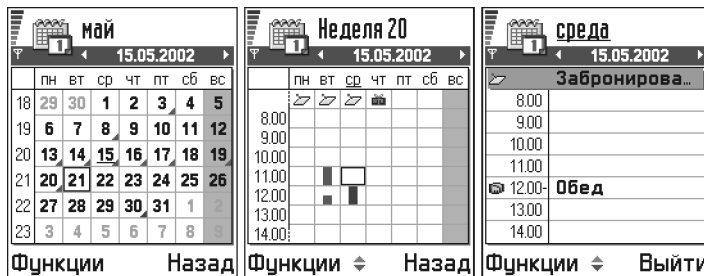 май
15.05.2002
пн вт ср чт пт сб вс
18 29 30 1 2 3 4 5
19 6 7 8 9 10 11 12
20 13 14 15 16 17 18 19
21 20 21 22 23 24 25 26
22 27 28 29 30 31 1 2
23 3 4 5 6 7 8 9
Функции Назад
Неделя 20
15.05.2002
пн вт ср чт пт сб вс
8.00
9.00
10.00
11.00
12.00
13.00
14.00
Функции Назад
среда
15.05.2002
Забронирова...
8.00
9.00
10.00
11.00
12.00- Обед
13.00
14.00
Функции Выйти